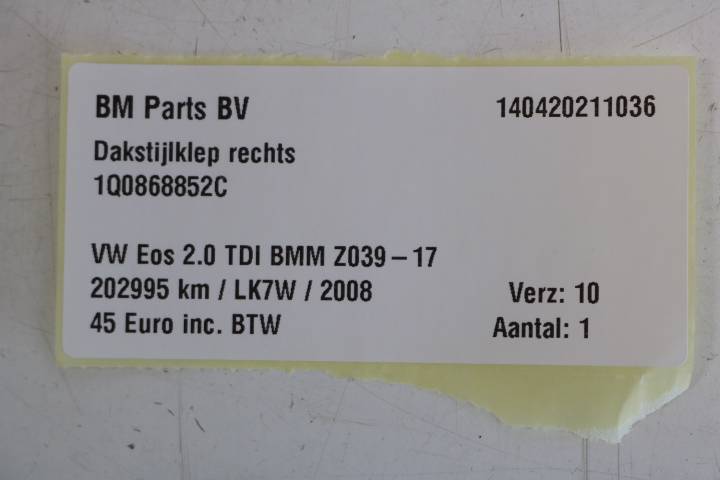 BM Parts BV 140420211036
Dakstijlklep rechts
1Q0868852C
VW Eos 2.0 TDI BMM Z039 – 17
202995 km / LK7W / 2008 Verz: 10
45 Euro inc. BTW Aantal: 1